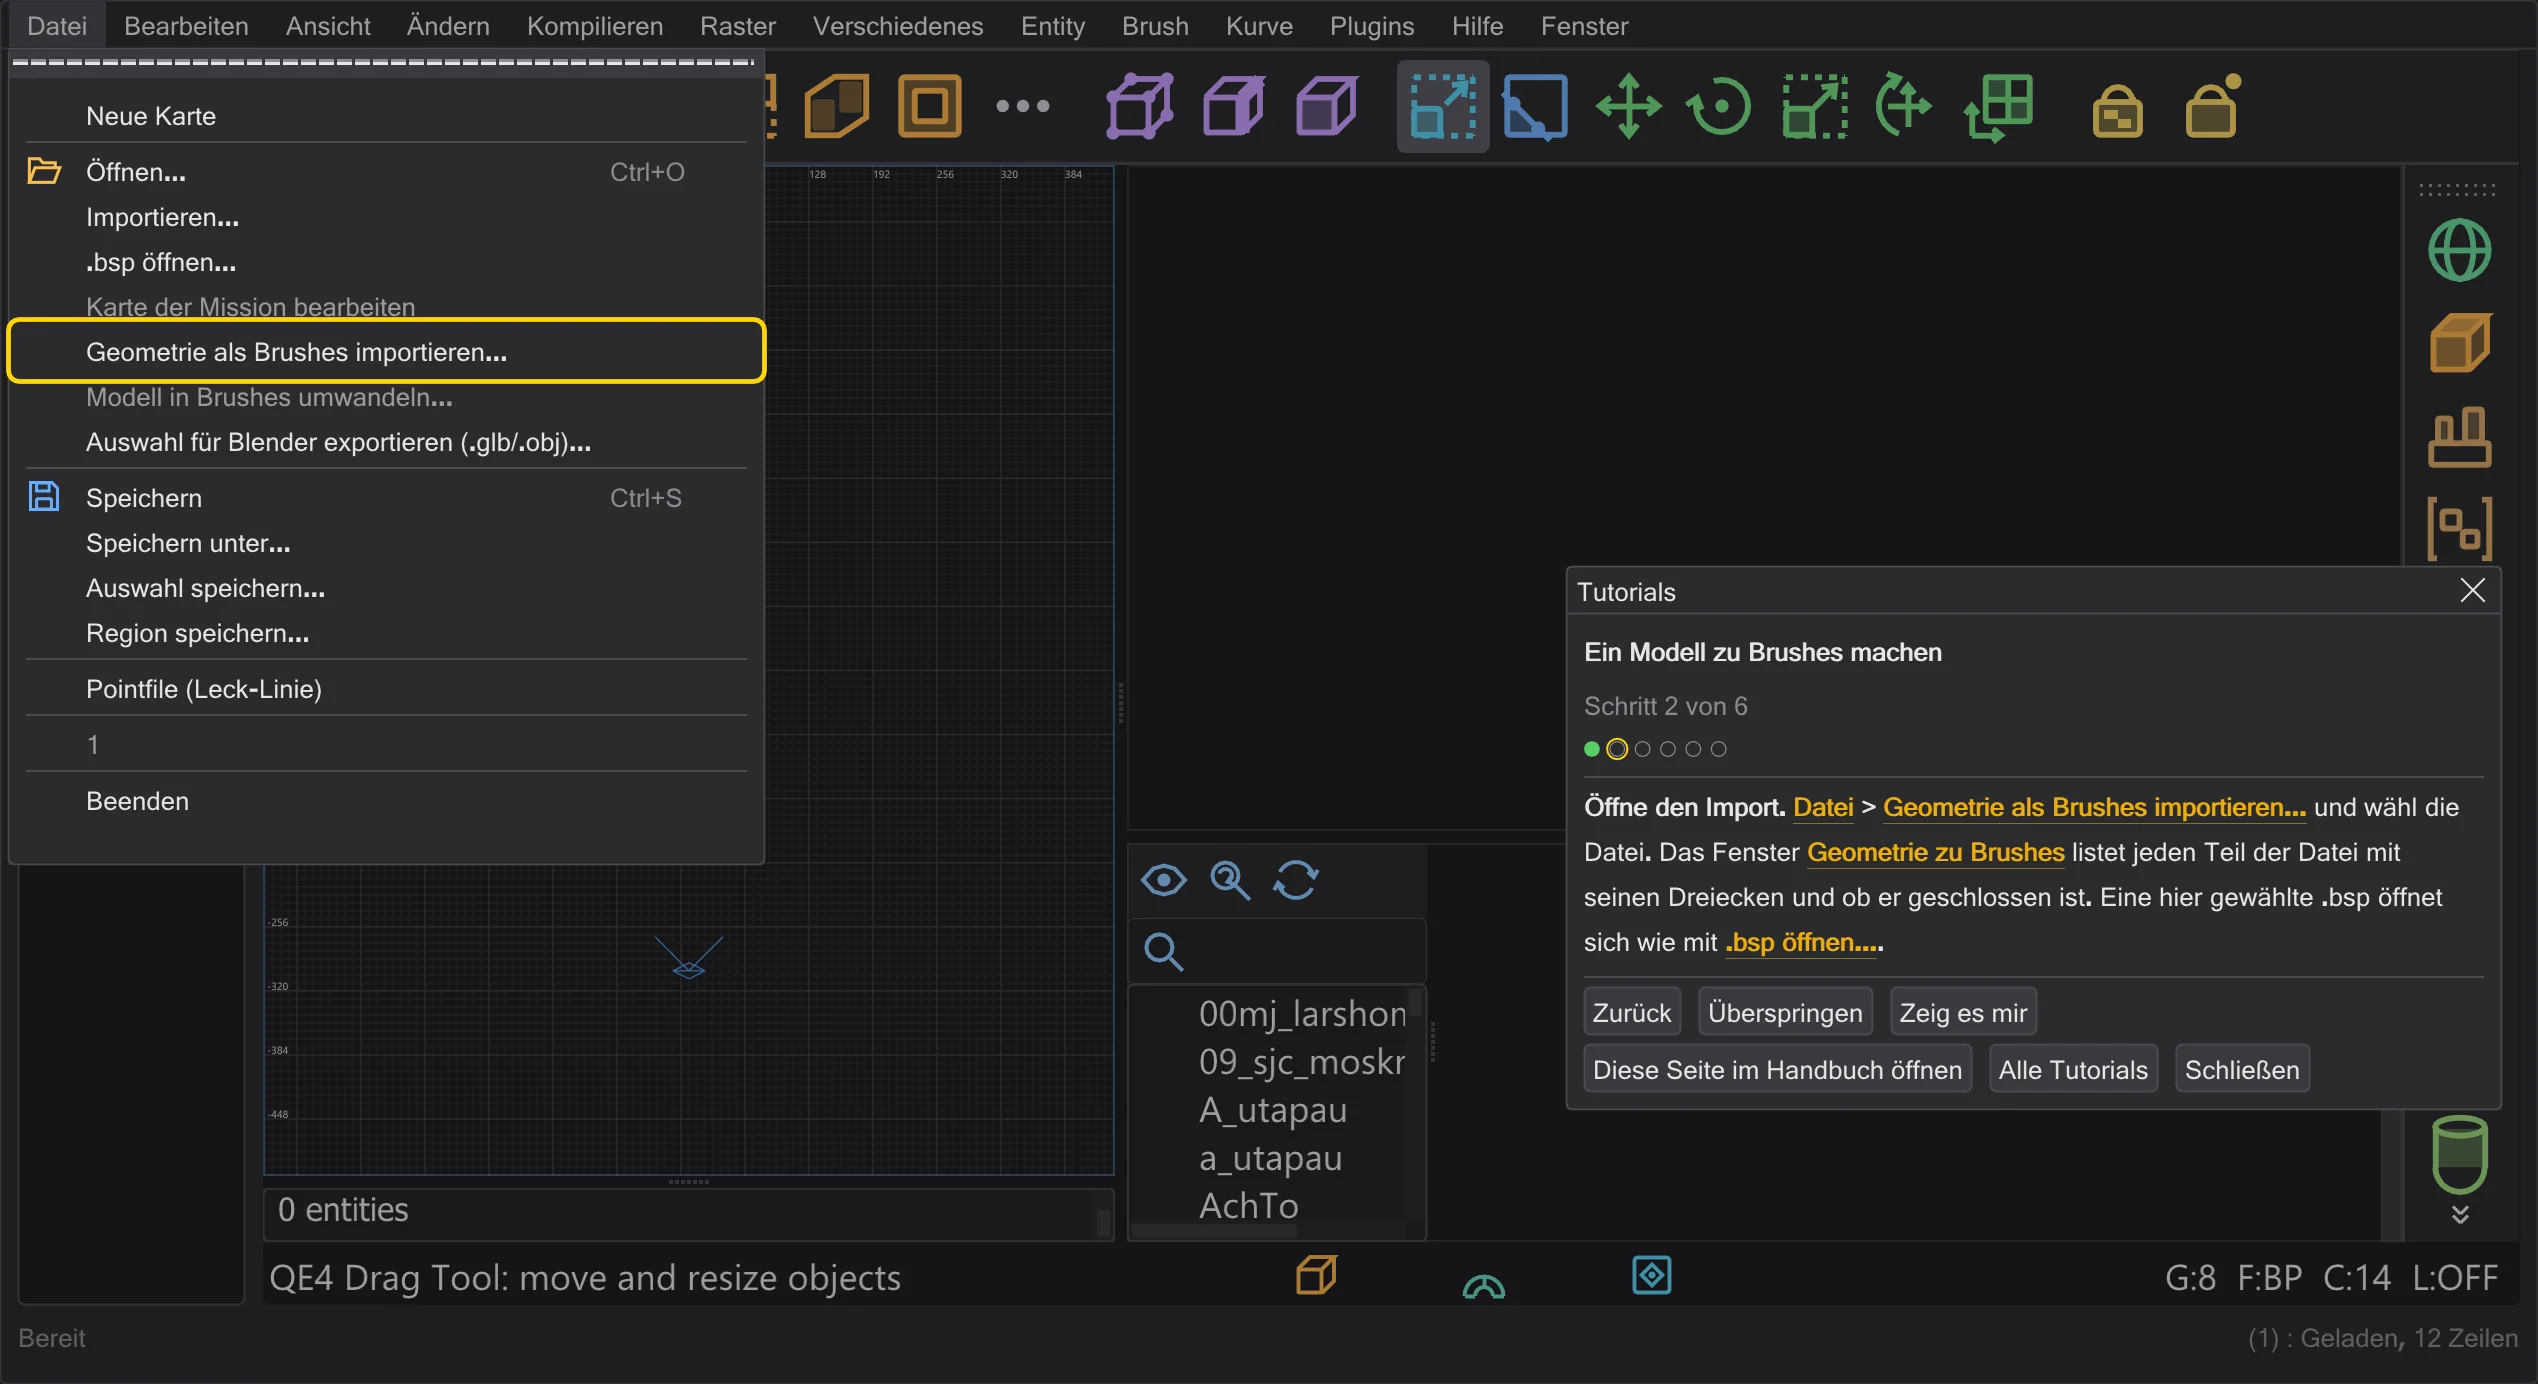 Datei Bearbeiten Ansicht Ändern Kompilieren Raster Verschiedenes Entity Brush Kurve Plugins Hilfe Fenster
Neue Karte
Öffnen... Ctrl+O
Importieren...
.bsp öffnen...
Karte der Mission bearbeiten
Geometrie als Brushes importieren...
Modell in Brushes umwandeln...
Auswahl für Blender exportieren (.glb/.obj)...
Speichern Ctrl+S
Speichern unter...
Auswahl speichern...
Region speichern...
Pointfile (Leck-Linie)
1
Beenden
128 192 256 320 384
-256
-320
-384
-448
0 entities
00mj_larshon
09_sjc_moskr
A_utapau
a_utapau
AchTo
Tutorials
Ein Modell zu Brushes machen
Schritt 2 von 6
Öffne den Import. Datei > Geometrie als Brushes importieren... und wähl die
Datei. Das Fenster Geometrie zu Brushes listet jeden Teil der Datei mit
seinen Dreiecken und ob er geschlossen ist. Eine hier gewählte .bsp öffnet
sich wie mit .bsp öffnen....
Zurück Überspringen Zeig es mir
Diese Seite im Handbuch öffnen Alle Tutorials Schließen
QE4 Drag Tool: move and resize objects
G:8 F:BP C:14 L:OFF
Bereit
(1) : Geladen, 12 Zeilen